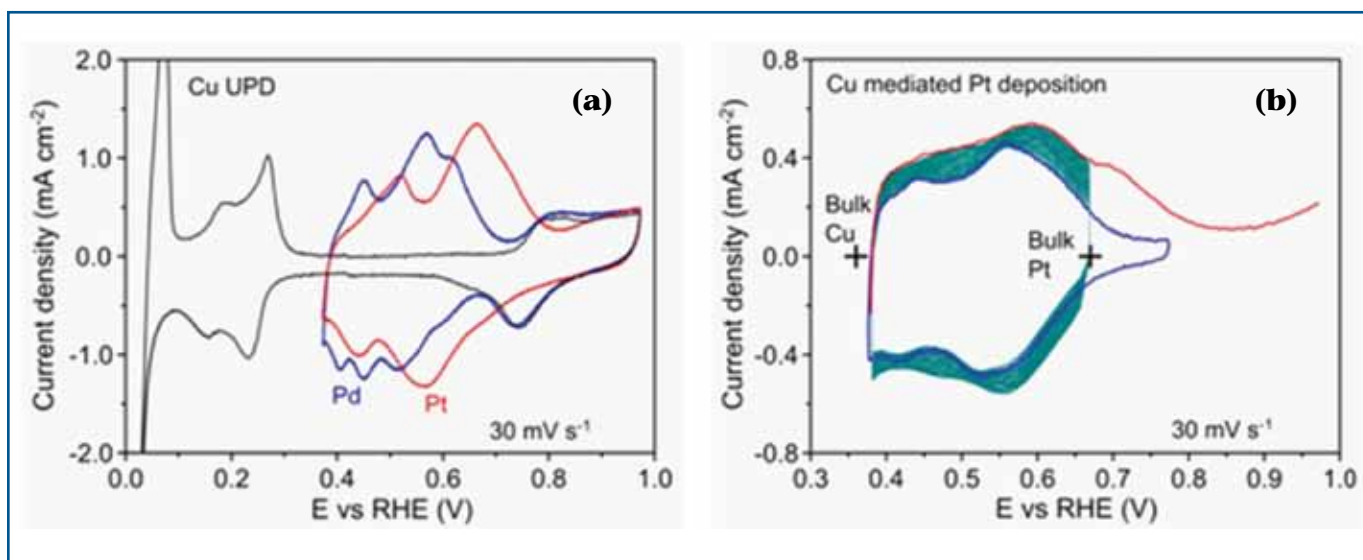 (a)
Cu UPD
Current density (mA cm⁻²)
2.0
1.0
0.0
-1.0
-2.0
Pd
Pt
30 mV s⁻¹
0.0 0.2 0.4 0.6 0.8 1.0
E vs RHE (V)
(b)
Cu mediated Pt deposition
Current density (mA cm⁻²)
0.8
0.4
0.0
-0.4
-0.8
Bulk
Cu
Bulk
Pt
30 mV s⁻¹
0.3 0.4 0.5 0.6 0.7 0.8 0.9 1.0
E vs RHE (V)